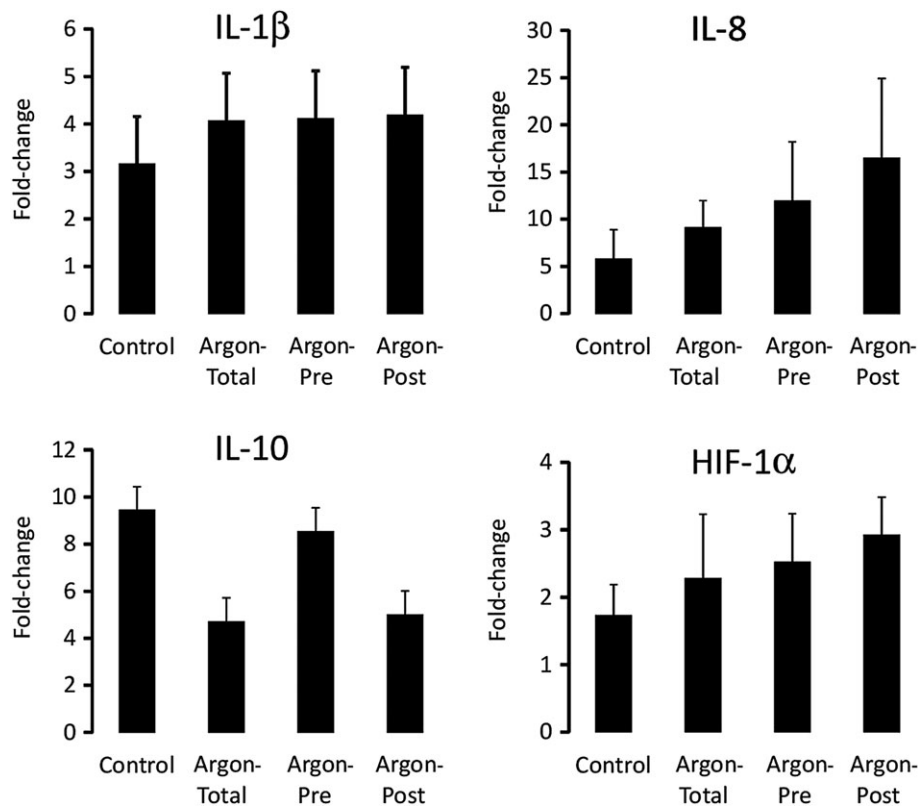 IL-1β
Fold-change
6
5
4
3
2
1
0
Control
Argon-
Total
Argon-
Pre
Argon-
Post
IL-8
Fold-change
30
25
20
15
10
5
0
Control
Argon-
Total
Argon-
Pre
Argon-
Post
IL-10
Fold-change
12
10
8
6
4
2
0
Control
Argon-
Total
Argon-
Pre
Argon-
Post
HIF-1α
Fold-change
4
3
2
1
0
Control
Argon-
Total
Argon-
Pre
Argon-
Post